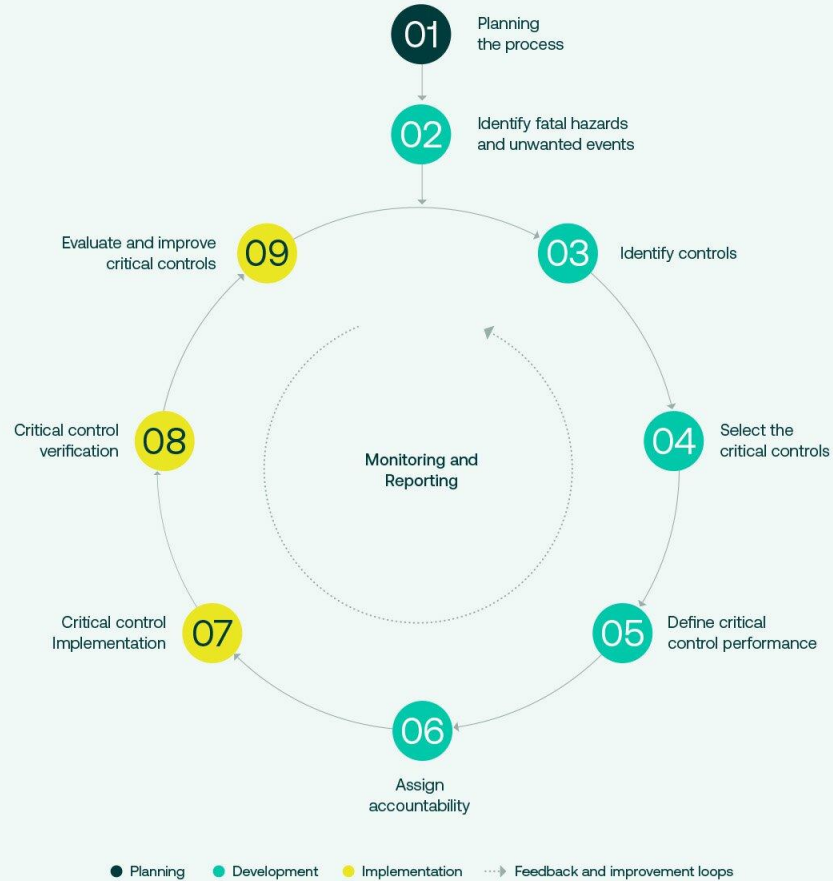 01
Planning
the process
02
Identify fatal hazards
and unwanted events
03
Identify controls
04
Select the
critical controls
05
Define critical
control performance
06
Assign
accountability
07
Critical control
Implementation
08
Critical control
verification
09
Evaluate and improve
critical controls
Monitoring and
Reporting
Planning
Development
Implementation
Feedback and improvement loops